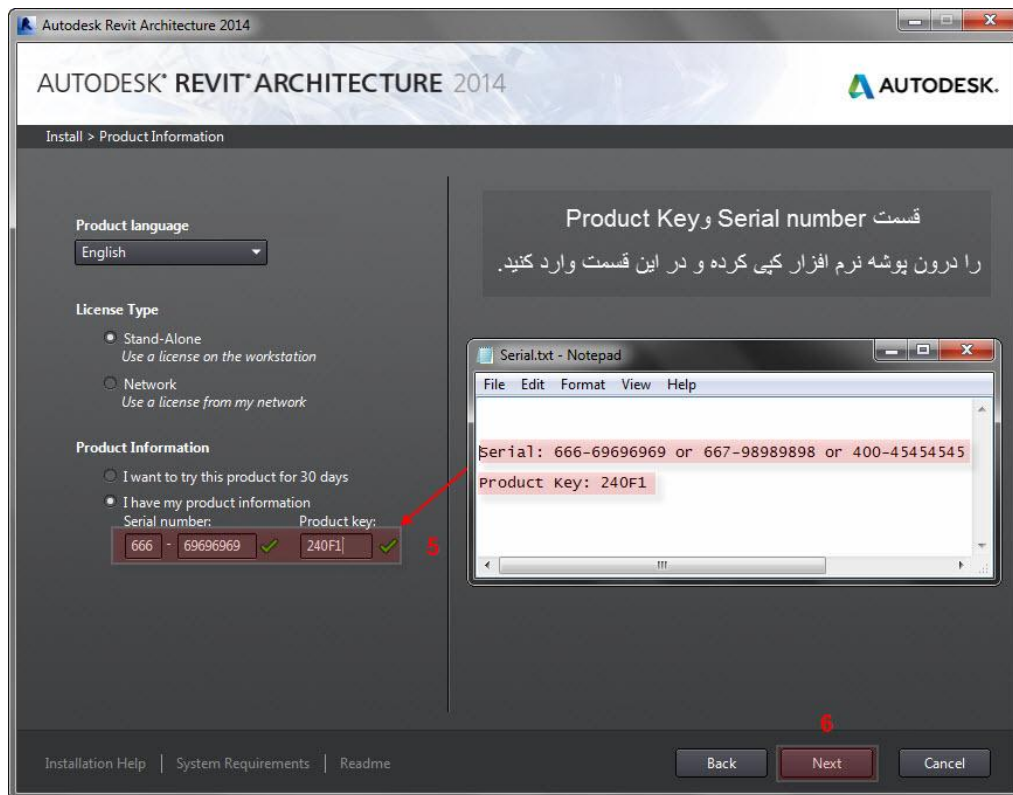 Autodesk Revit Architecture 2014
AUTODESK® REVIT® ARCHITECTURE 2014
AUTODESK.
Install > Product Information
Product language
English
License Type
Stand-Alone
Use a license on the workstation
Network
Use a license from my network
Product Information
I want to try this product for 30 days
I have my product information
Serial number: Product key:
666 - 69696969 240F1
5
قسمت Serial number و Product Key
را درون پوشه نرم افزار کپی کرده و در این قسمت وارد کنید.
Serial.txt - Notepad
File Edit Format View Help
Serial: 666-69696969 or 667-98989898 or 400-45454545
Product Key: 240F1
6
Installation Help | System Requirements | Readme
Back Next Cancel